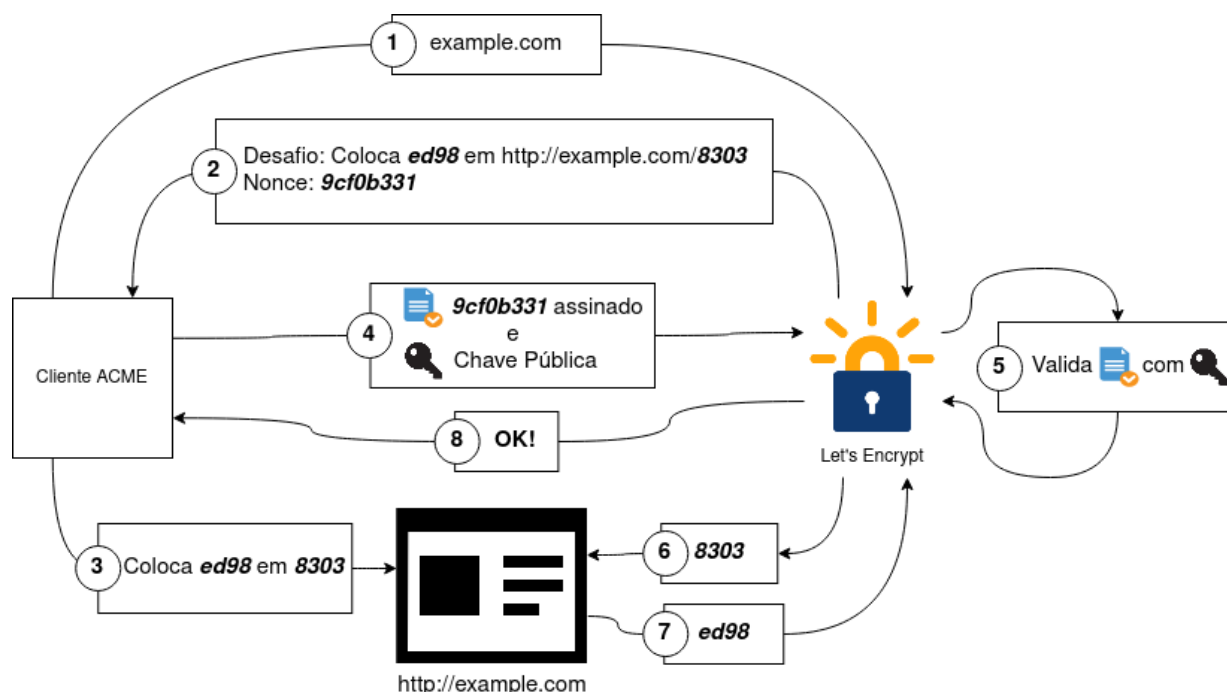 1 example.com
2 Desafio: Coloca ed98 em http://example.com/8303
Nonce: 9cf0b331
Cliente ACME
4 9cf0b331 assinado
e
Chave Pública
5 Valida com
8 OK!
Let's Encrypt
3 Coloca ed98 em 8303
6 8303
7 ed98
http://example.com